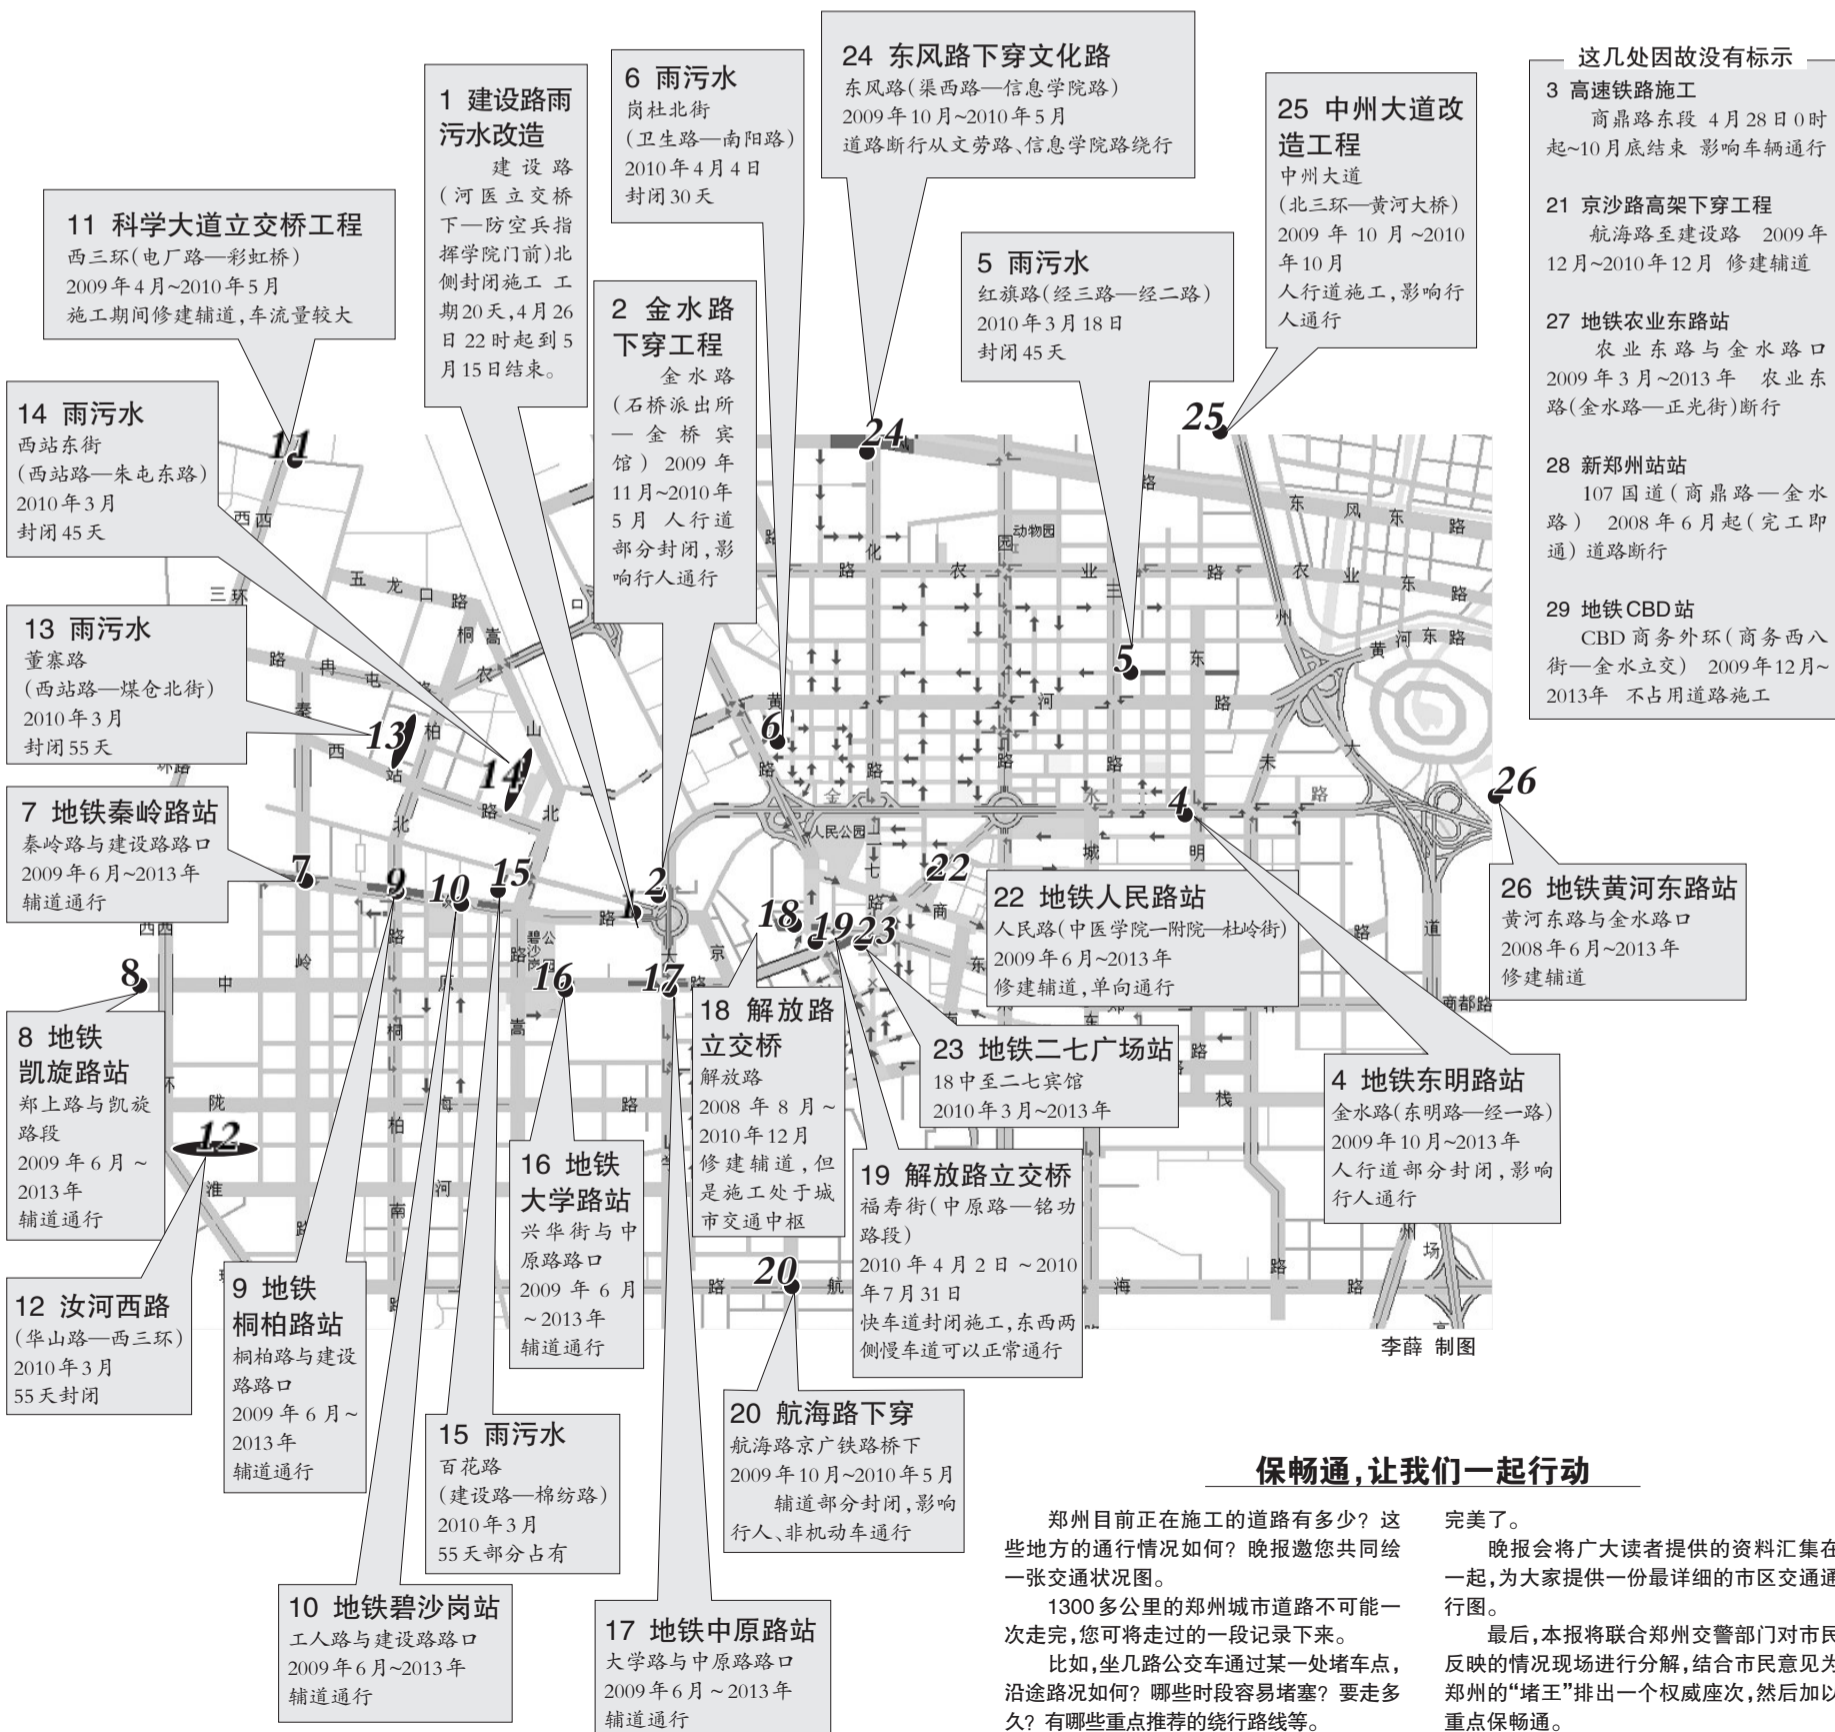 24 东风路下穿文化路
东风路(渠西路—信息学院路)
2009年10月~2010年5月
道路断行从文劳路、信息学院路绕行
6 雨污水
岗杜北街
(卫生路—南阳路)
2010年4月4日
封闭30天
1 建设路雨
污水改造
建设路
(河医立交桥
下—防空兵指
挥学院门前)北
侧封闭施工 工
期20天,4月26
日22时起到5
月15日结束。
25 中州大道改
造工程
中州大道
(北三环—黄河大桥)
2009年10月~2010
年10月
人行道施工,影响行
人通行
这几处因故没有标示
3 高速铁路施工
商鼎路东段 4月28日0时
起~10月底结束 影响车辆通行
21 京沙路高架下穿工程
航海路至建设路 2009年
12月~2010年12月 修建辅道
27 地铁农业东路站
农业东路与金水路口
2009年3月~2013年 农业东
路(金水路—正光街)断行
28 新郑州站站
107国道(商鼎路—金水
路) 2008年6月起(完工即
通)道路断行
29 地铁CBD站
CBD商务外环(商务西八
街—金水立交) 2009年12月~
2013年 不占用道路施工
11 科学大道立交桥工程
西三环(电厂路—彩虹桥)
2009年4月~2010年5月
施工期间修建辅道,车流量较大
2 金水路
下穿工程
金水路
(石桥派出所
—金桥宾
馆)2009年
11月~2010年
5月 人行道
部分封闭,影
响行人通行
5 雨污水
红旗路(经三路—经二路)
2010年3月18日
封闭45天
14 雨污水
西站东街
(西站路—朱屯东路)
2010年3月
封闭45天
13 雨污水
董寨路
(西站路—煤仓北街)
2010年3月
封闭55天
7 地铁秦岭路站
秦岭路与建设路路口
2009年6月~2013年
辅道通行
8 地铁
凯旋路站
郑上路与凯旋
路段
2009年6月~
2013年
辅道通行
12 汝河西路
(华山路—西三环)
2010年3月
55天封闭
9 地铁
桐柏路站
桐柏路与建设
路路口
2009年6月~
2013年
辅道通行
15 雨污水
百花路
(建设路—棉纺路)
2010年3月
55天部分占有
10 地铁碧沙岗站
工人路与建设路路口
2009年6月~2013年
辅道通行
16 地铁
大学路站
兴华街与中
原路路口
2009年6月
~2013年
辅道通行
17 地铁中原路站
大学路与中原路路口
2009年6月~2013年
辅道通行
18 解放路
立交桥
解放路
2008年8月~
2010年12月
修建辅道,但
是施工处于城
市交通中枢
19 解放路立交桥
福寿街(中原路—铭功
路段)
2010年4月2日~2010
年7月31日
快车道封闭施工,东西两
侧慢车道可以正常通行
20 航海路下穿
航海路京广铁路桥下
2009年10月~2010年5月
辅道部分封闭,影响
行人、非机动车通行
22 地铁人民路站
人民路(中医学院一附院—杜岭街)
2009年6月~2013年
修建辅道,单向通行
23 地铁二七广场站
18中至二七宾馆
2010年3月~2013年
26 地铁黄河东路站
黄河东路与金水路口
2008年6月~2013年
修建辅道
4 地铁东明路站
金水路(东明路—经一路)
2009年10月~2013年
人行道部分封闭,影响
行人通行
11
24
25
5
6
13
14
26
4
7
9
10
15
1
2
22
18
19
23
8
16
17
12
20
动物园
人民公园
碧沙岗公园
五龙口路
东风东路
农业东路
黄河东路
商都路
李薛 制图
保畅通,让我们一起行动
郑州目前正在施工的道路有多少？这
些地方的通行情况如何？晚报邀您共同绘
一张交通状况图。
1300多公里的郑州城市道路不可能一
次走完,您可将走过的一段记录下来。
比如,坐几路公交车通过某一处堵车点,
沿途路况如何？哪些时段容易堵塞？要走多
久？有哪些重点推荐的绕行路线等。
完美了。
晚报会将广大读者提供的资料汇集在
一起,为大家提供一份最详细的市区交通通
行图。
最后,本报将联合郑州交警部门对市民
反映的情况现场进行分解,结合市民意见为
郑州的“堵王”排出一个权威座次,然后加以
重点保畅通。